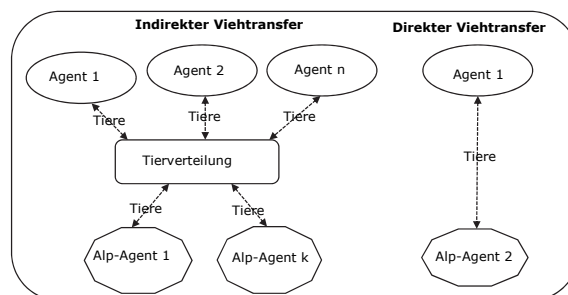 Indirekter Viehtransfer
Direkter Viehtransfer
Agent 1
Agent 2
Agent n
Agent 1
Tiere
Tiere
Tiere
Tierverteilung
Tiere
Tiere
Tiere
Alp-Agent 1
Alp-Agent k
Alp-Agent 2